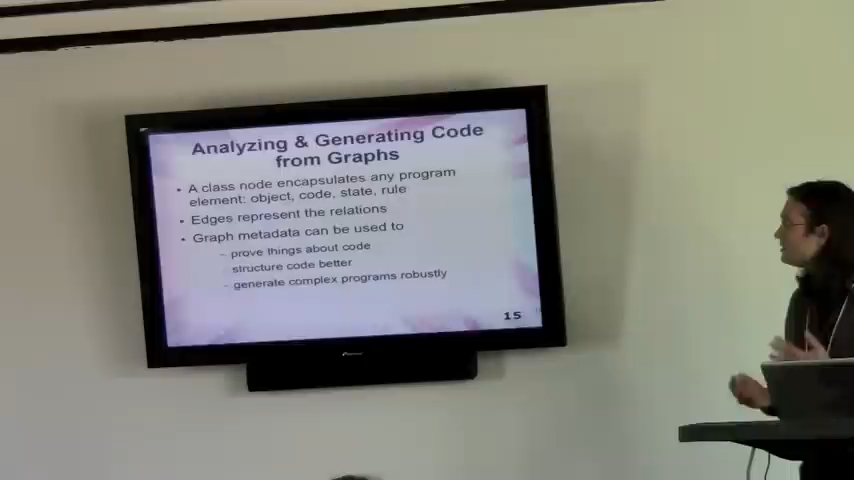 Analyzing & Generating Code
from Graphs
• A class node encapsulates any program
element: object, code, state, rule
• Edges represent the relations
• Graph metadata can be used to
- prove things about code
- structure code better
- generate complex programs robustly
15